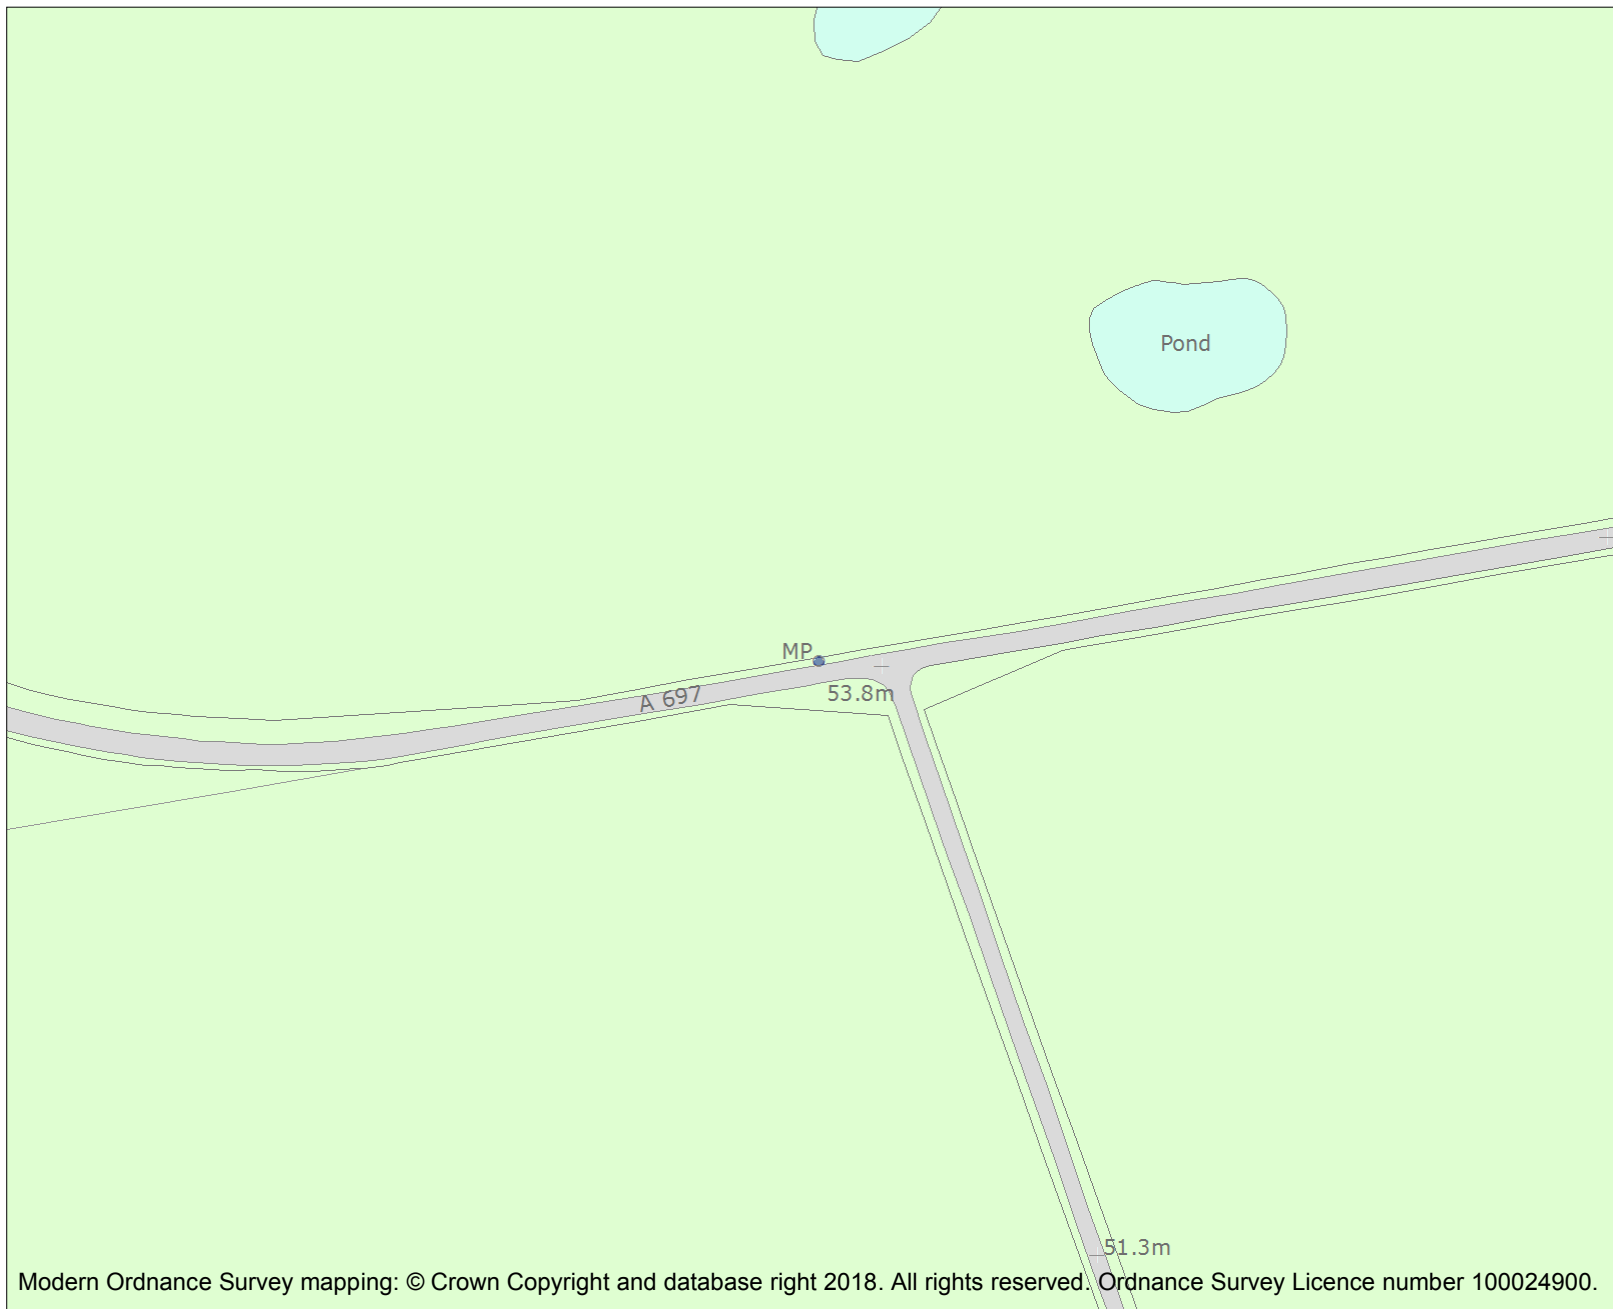 Pond
MP
A 697
53.8m
51.3m
Modern Ordnance Survey mapping: © Crown Copyright and database right 2018. All rights reserved. Ordnance Survey Licence number 100024900.